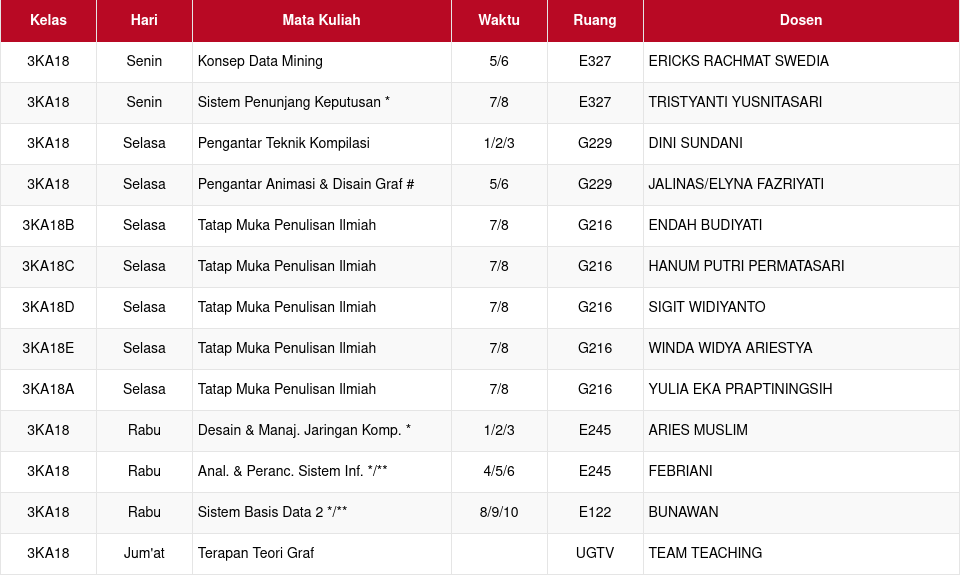 Kelas Hari Mata Kuliah Waktu Ruang Dosen
3KA18 Senin Konsep Data Mining 5/6 E327 ERICKS RACHMAT SWEDIA
3KA18 Senin Sistem Penunjang Keputusan * 7/8 E327 TRISTYANTI YUSNITASARI
3KA18 Selasa Pengantar Teknik Kompilasi 1/2/3 G229 DINI SUNDANI
3KA18 Selasa Pengantar Animasi & Disain Graf # 5/6 G229 JALINAS/ELYNA FAZRIYATI
3KA18B Selasa Tatap Muka Penulisan Ilmiah 7/8 G216 ENDAH BUDIYATI
3KA18C Selasa Tatap Muka Penulisan Ilmiah 7/8 G216 HANUM PUTRI PERMATASARI
3KA18D Selasa Tatap Muka Penulisan Ilmiah 7/8 G216 SIGIT WIDIYANTO
3KA18E Selasa Tatap Muka Penulisan Ilmiah 7/8 G216 WINDA WIDYA ARIESTYA
3KA18A Selasa Tatap Muka Penulisan Ilmiah 7/8 G216 YULIA EKA PRAPTININGSIH
3KA18 Rabu Desain & Manaj. Jaringan Komp. * 1/2/3 E245 ARIES MUSLIM
3KA18 Rabu Anal. & Peranc. Sistem Inf. */** 4/5/6 E245 FEBRIANI
3KA18 Rabu Sistem Basis Data 2 */** 8/9/10 E122 BUNAWAN
3KA18 Jum'at Terapan Teori Graf UGTV TEAM TEACHING